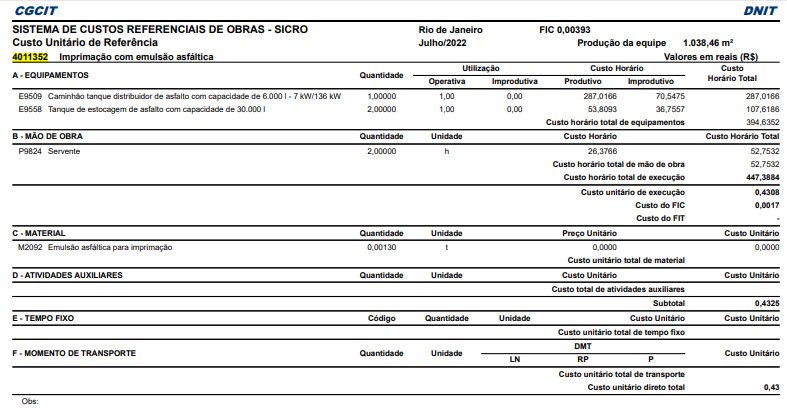 CGCIT DNIT
SISTEMA DE CUSTOS REFERENCIAIS DE OBRAS - SICRO Rio de Janeiro FIC 0,00393
Custo Unitário de Referência Julho/2022 Produção da equipe 1.038,46 m²
4011352 Imprimação com emulsão asfáltica Valores em reais (R$)
A - EQUIPAMENTOS Quantidade Utilização Custo Horário Custo
Operativa Improdutiva Produtivo Improdutivo Horário Total
E9509 Caminhão tanque distribuidor de asfalto com capacidade de 6.000 l - 7 kW/136 kW 1,00000 1,00 0,00 287,0166 70,5475 287,0166
E9558 Tanque de estocagem de asfalto com capacidade de 30.000 l 2,00000 1,00 0,00 53,8093 36,7557 107,6186
Custo horário total de equipamentos 394,6352
B - MÃO DE OBRA Quantidade Unidade Custo Horário Custo Horário Total
P9824 Servente 2,00000 h 26,3766 52,7532
Custo horário total de mão de obra 52,7532
Custo horário total de execução 447,3884
Custo unitário de execução 0,4308
Custo do FIC 0,0017
Custo do FIT -
C - MATERIAL Quantidade Unidade Preço Unitário Custo Unitário
M2092 Emulsão asfáltica para imprimação 0,00130 t 0,0000 0,0000
Custo unitário total de material
D - ATIVIDADES AUXILIARES Quantidade Unidade Custo Unitário Custo Unitário
Custo total de atividades auxiliares
Subtotal 0,4325
E - TEMPO FIXO Código Quantidade Unidade Custo Unitário Custo Unitário
Custo unitário total de tempo fixo
F - MOMENTO DE TRANSPORTE Quantidade Unidade DMT Custo Unitário
LN RP P
Custo unitário total de transporte
Custo unitário direto total 0,43
Obs: